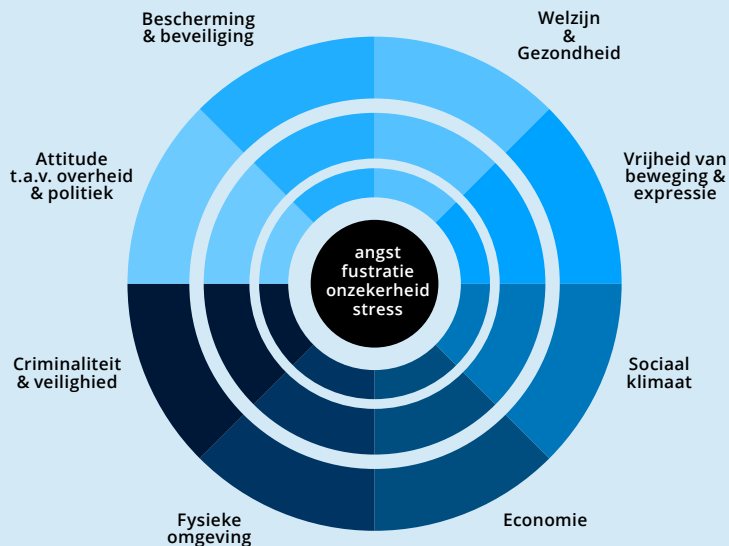 Bescherming
& beveiliging
Welzijn
&
Gezondheid
Attitude
t.a.v. overheid
& politiek
Vrijheid van
beweging &
expressie
angst
fustratie
onzekerheid
stress
Criminaliteit
& veilighied
Sociaal
klimaat
Fysieke
omgeving
Economie